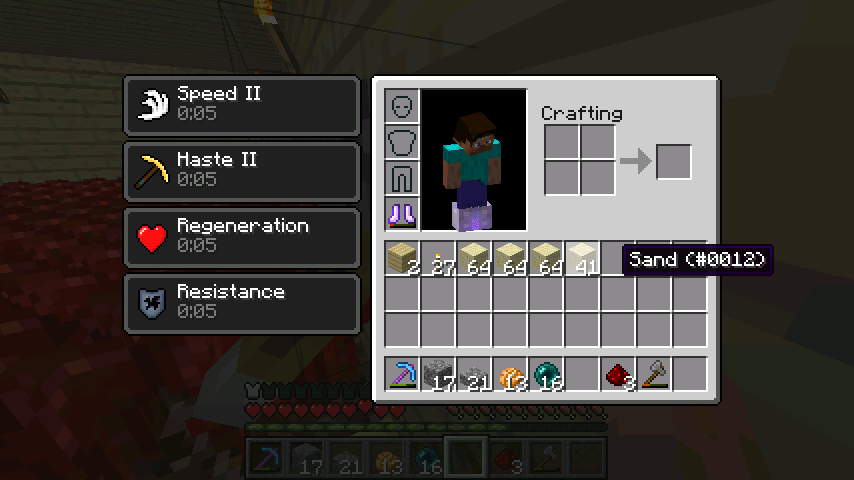 Speed II
0:05
Haste II
0:05
Regeneration
0:05
Resistance
0:05
Crafting
2 27 64 64 64 41
Sand (#0012)
17 21 13 16 3
17 21 13 16 3